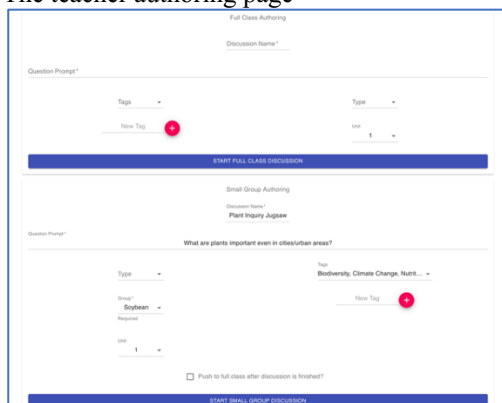 The teacher authoring page
Full Class Authoring
Discussion Name*
Question Prompt*
Tags
Type
New Tag
Unit
1
START FULL CLASS DISCUSSION
Small Group Authoring
Discussion Name*
Plant Inquiry Jugsaw
Question Prompt*
What are plants important even in cities/urban areas?
Type
Tags
Biodiversity, Climate Change, Nutrit...
Group*
Soybean
Required
New Tag
Unit
1
Push to full class after discussion is finished?
START SMALL GROUP DISCUSSION